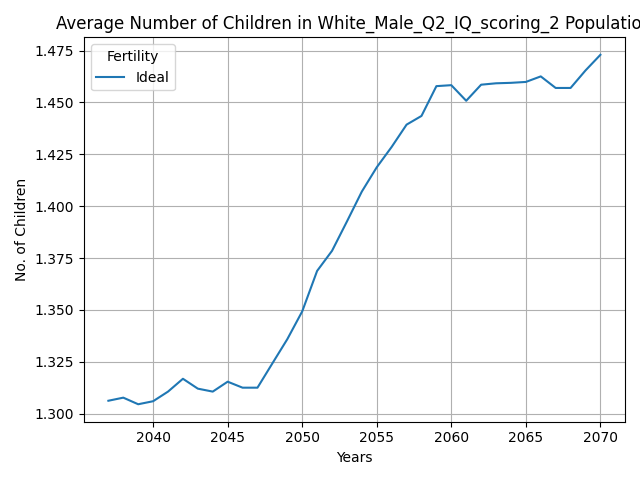 Average Number of Children in White_Male_Q2_IQ_scoring_2 Populatio
1.475
1.450
1.425
1.400
1.375
1.350
1.325
1.300
No. of Children
Fertility
Ideal
2040 2045 2050 2055 2060 2065 2070
Years